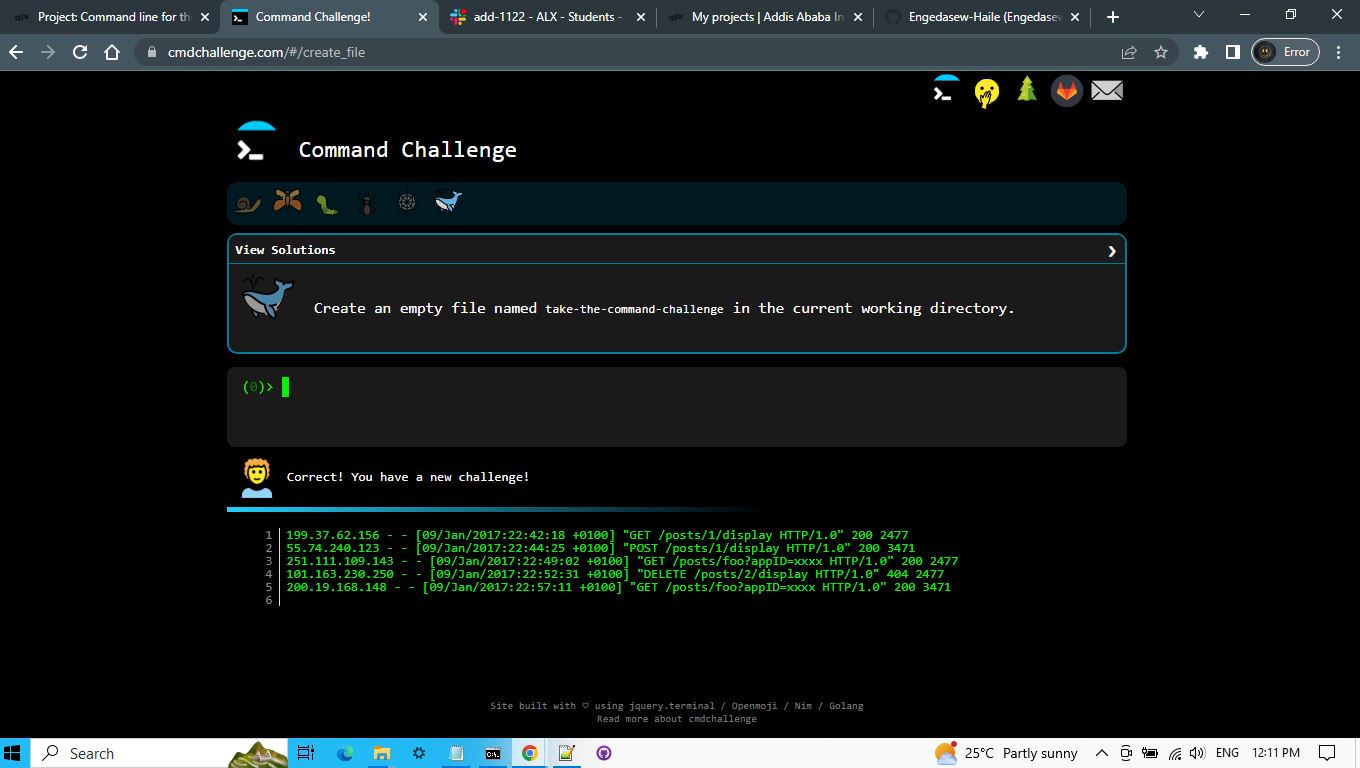 Project: Command line for th
Command Challenge!
add-1122 - ALX - Students -
My projects | Addis Ababa In
Engedasew-Haile (Engedasew
cmdchallenge.com/#/create_file
Error
Command Challenge
View Solutions
Create an empty file named take-the-command-challenge in the current working directory.
(0)>
Correct! You have a new challenge!
1 199.37.62.156 - - [09/Jan/2017:22:42:18 +0100] "GET /posts/1/display HTTP/1.0" 200 2477
2 55.74.240.123 - - [09/Jan/2017:22:44:25 +0100] "POST /posts/1/display HTTP/1.0" 200 3471
3 251.111.109.143 - - [09/Jan/2017:22:49:02 +0100] "GET /posts/foo?appID=xxxx HTTP/1.0" 200 2477
4 101.163.230.250 - - [09/Jan/2017:22:52:31 +0100] "DELETE /posts/2/display HTTP/1.0" 404 2477
5 200.19.168.148 - - [09/Jan/2017:22:57:11 +0100] "GET /posts/foo?appID=xxxx HTTP/1.0" 200 3471
6
Site built with ♡ using jquery.terminal / Openmoji / Nim / Golang
Read more about cmdchallenge
Search
25°C Partly sunny
ENG
12:11 PM